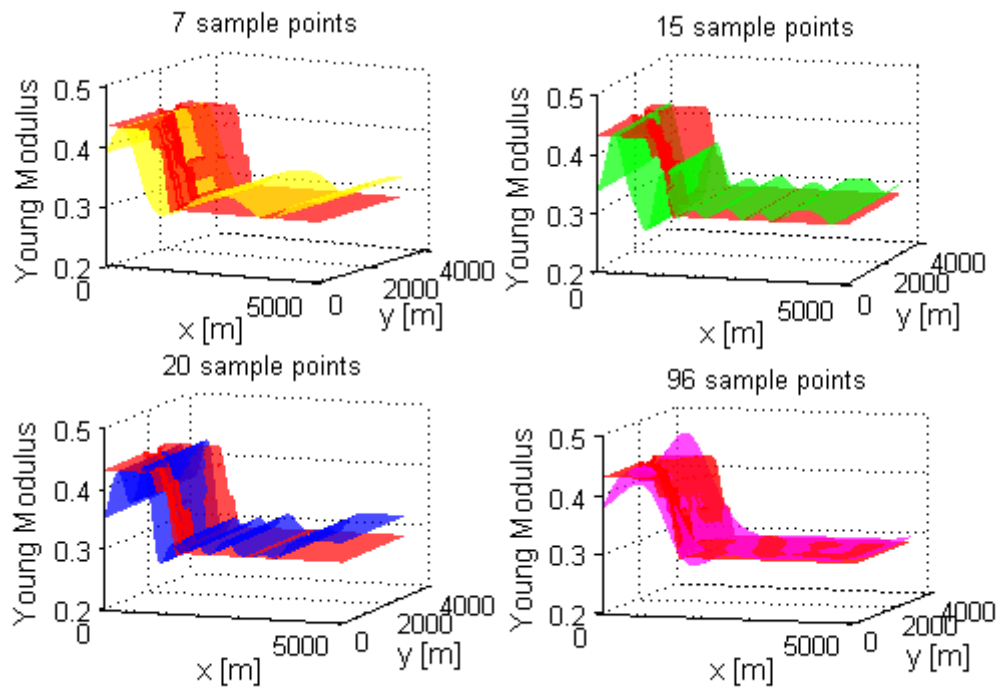 7 sample points
Young Modulus
0.5
0.4
0.3
0.2
0
5000
x [m]
0
2000
4000
y [m]
15 sample points
Young Modulus
0.5
0.4
0.3
0.2
0
5000
x [m]
0
2000
4000
y [m]
20 sample points
Young Modulus
0.5
0.4
0.3
0.2
0
5000
x [m]
0
2000
4000
y [m]
96 sample points
Young Modulus
0.5
0.4
0.3
0.2
0
5000
x [m]
0
2000
4000
y [m]